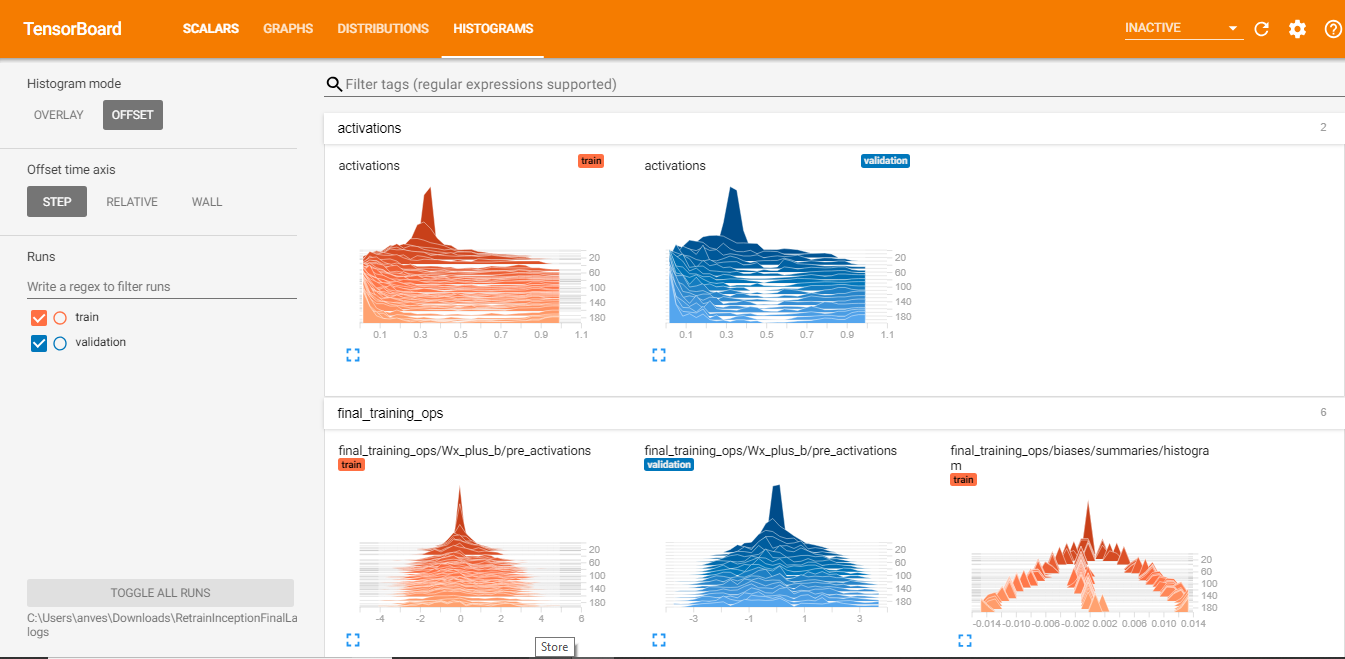 TensorBoard SCALARS GRAPHS DISTRIBUTIONS HISTOGRAMS INACTIVE
Histogram mode
OVERLAY OFFSET
Offset time axis
STEP RELATIVE WALL
Runs
Write a regex to filter runs
train
validation
TOGGLE ALL RUNS
C:\Users\anves\Downloads\RetrainInceptionFinalLa
logs
Filter tags (regular expressions supported)
activations 2
activations train
20
60
100
140
180
0.1 0.3 0.5 0.7 0.9 1.1
activations validation
20
60
100
140
180
0.1 0.3 0.5 0.7 0.9 1.1
final_training_ops 6
final_training_ops/Wx_plus_b/pre_activations
train
20
60
100
140
180
-4 -2 0 2 4 6
final_training_ops/Wx_plus_b/pre_activations
validation
20
60
100
140
180
-3 -1 1 3
final_training_ops/biases/summaries/histogra
m
train
20
60
100
140
180
-0.014 -0.010 -0.006 -0.002 0.002 0.006 0.010 0.014
Store